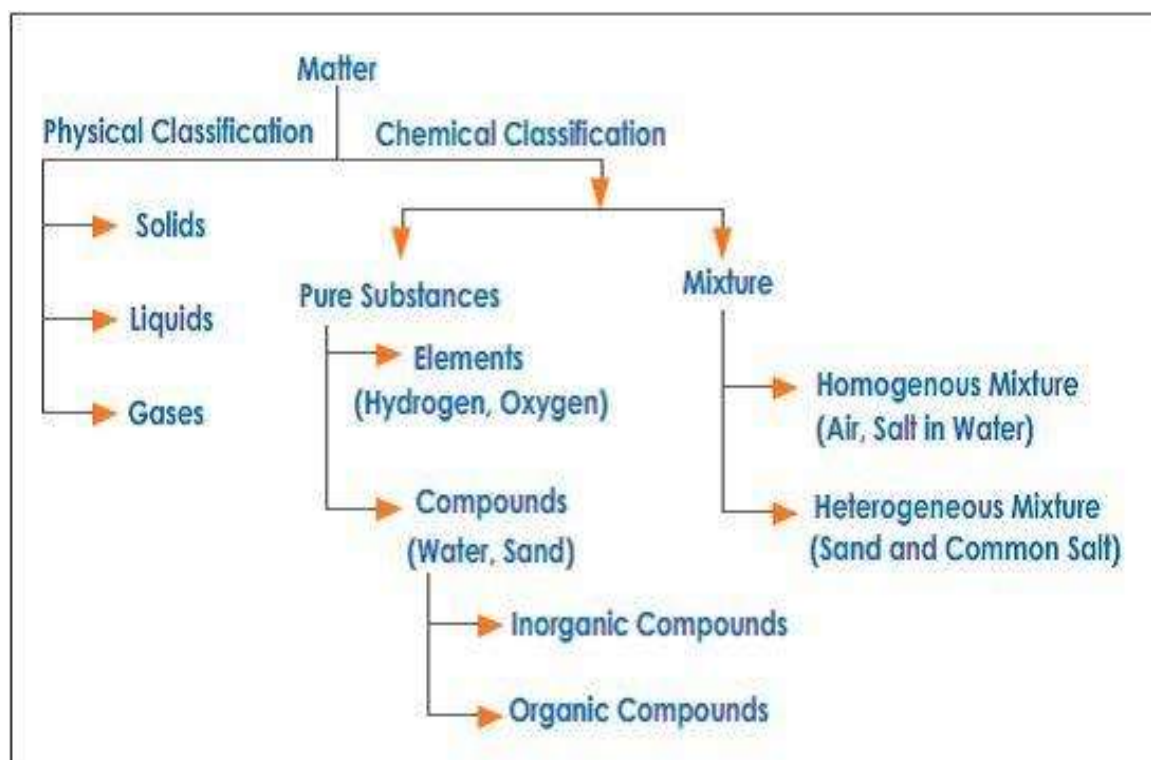 Matter
Physical Classification
Chemical Classification
Solids
Liquids
Gases
Pure Substances
Elements
(Hydrogen, Oxygen)
Compounds
(Water, Sand)
Inorganic Compounds
Organic Compounds
Mixture
Homogenous Mixture
(Air, Salt in Water)
Heterogeneous Mixture
(Sand and Common Salt)